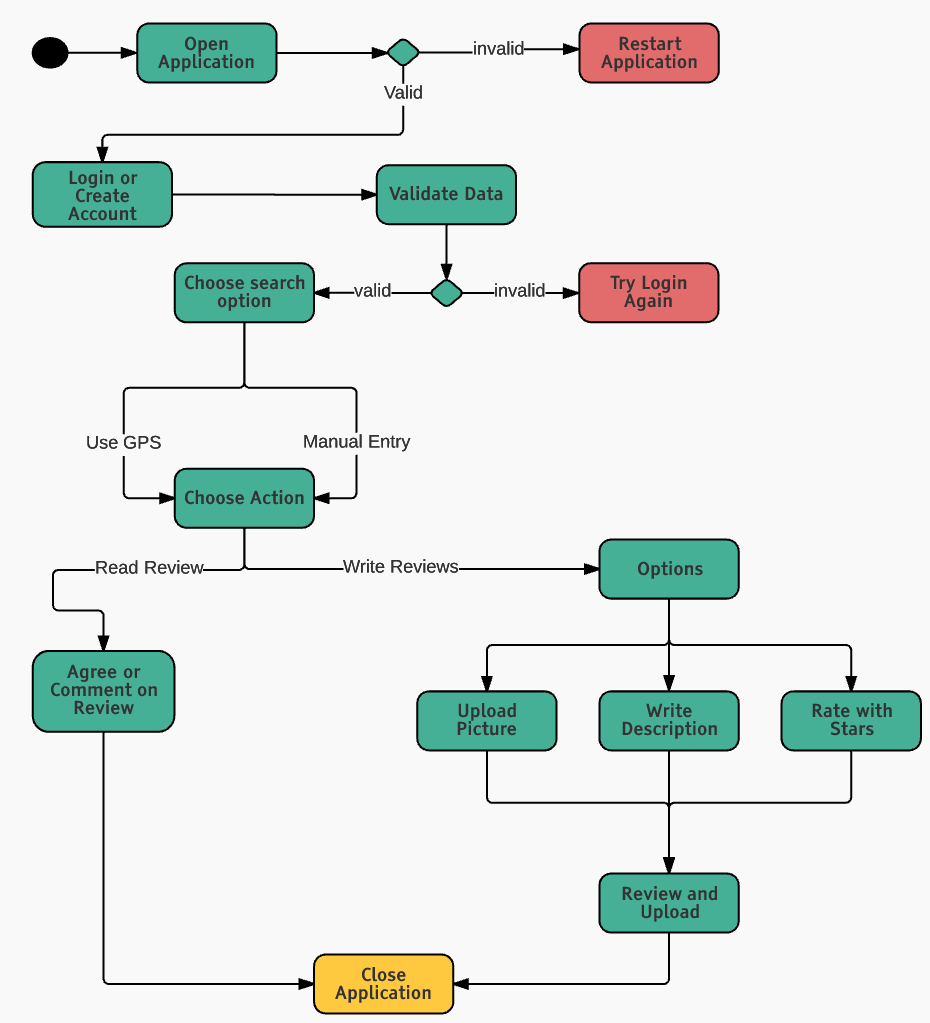 Open
Application
invalid
Restart
Application
Valid
Login or
Create
Account
Validate Data
Choose search
option
valid
invalid
Try Login
Again
Use GPS
Manual Entry
Choose Action
Read Review
Write Reviews
Options
Agree or
Comment on
Review
Upload
Picture
Write
Description
Rate with
Stars
Review and
Upload
Close
Application